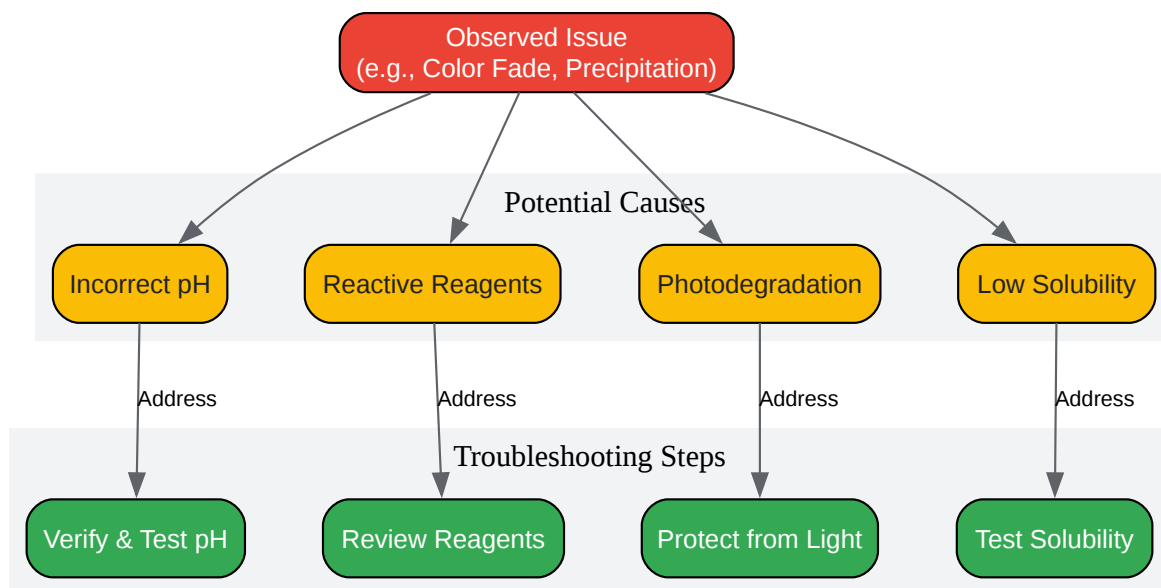 Observed Issue
(e.g., Color Fade, Precipitation)
Potential Causes
Incorrect pH
Reactive Reagents
Photodegradation
Low Solubility
Address
Address
Address
Address
Troubleshooting Steps
Verify & Test pH
Review Reagents
Protect from Light
Test Solubility